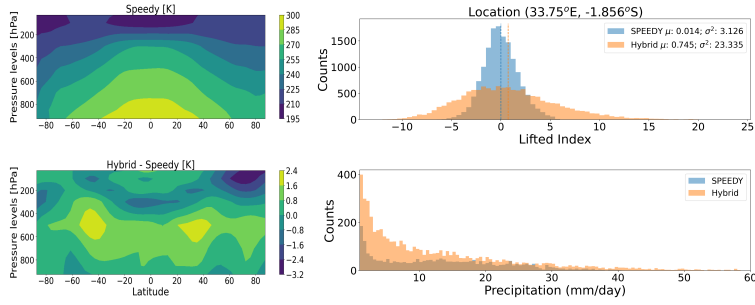 Speedy [K]
Pressure levels [hPa]
200
400
600
800
−80 −60 −40 −20 0 20 40 60 80
300
285
270
255
240
225
210
195
Location (33.75°E, -1.856°S)
SPEEDY μ: 0.014; σ²: 3.126
Hybrid μ: 0.745; σ²: 23.335
Counts
1500
1000
500
0
−10 −5 0 5 10 15 20 25
Lifted Index
Hybrid - Speedy [K]
Pressure levels [hPa]
200
400
600
800
−80 −60 −40 −20 0 20 40 60 80
Latitude
2.4
1.6
0.8
0.0
−0.8
−1.6
−2.4
−3.2
SPEEDY
Hybrid
Counts
400
200
0
10 20 30 40 50 60
Precipitation (mm/day)